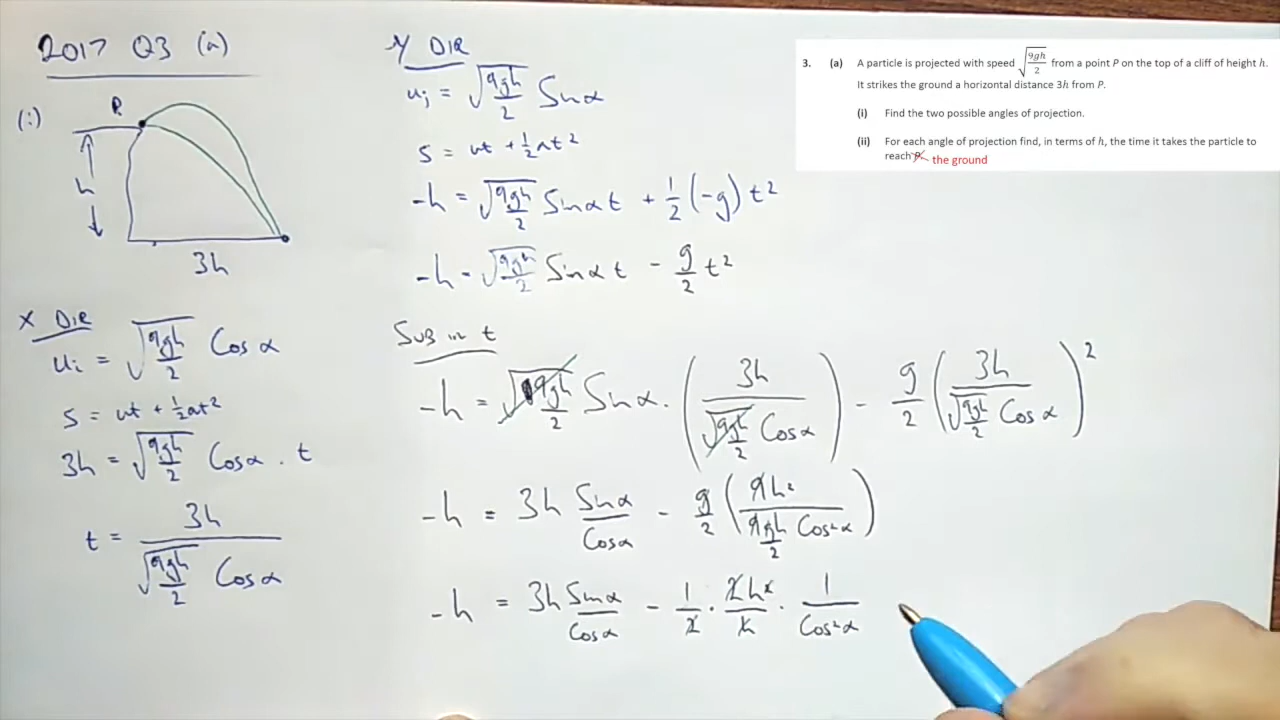 2017 Q3 (a)
(i)
P
h
3h
X DIR
uᵢ = √(9gh/2) Cos α
s = ut + ½at²
3h = √(9gh/2) Cos α . t
t = 3h / (√(9gh/2) Cos α)
Y DIR
uⱼ = √(9gh/2) Sin α
s = ut + ½at²
-h = √(9gh/2) Sin α t + ½(-g)t²
-h = √(9gh/2) Sin α t - g/2 t²
SUB in t
-h = √(9gh/2) Sin α . (3h / (√(9gh/2) Cos α)) - g/2 (3h / (√(9gh/2) Cos α))²
-h = 3h Sin α / Cos α - g/2 (9h² / (9gh/2 Cos²α))
-h = 3h Sin α / Cos α - 1/2 . 2h²/h . 1/Cos²α
3. (a) A particle is projected with speed √(9gh/2) from a point P on the top of a cliff of height h.
It strikes the ground a horizontal distance 3h from P.
(i) Find the two possible angles of projection.
(ii) For each angle of projection find, in terms of h, the time it takes the particle to
reach P. the ground